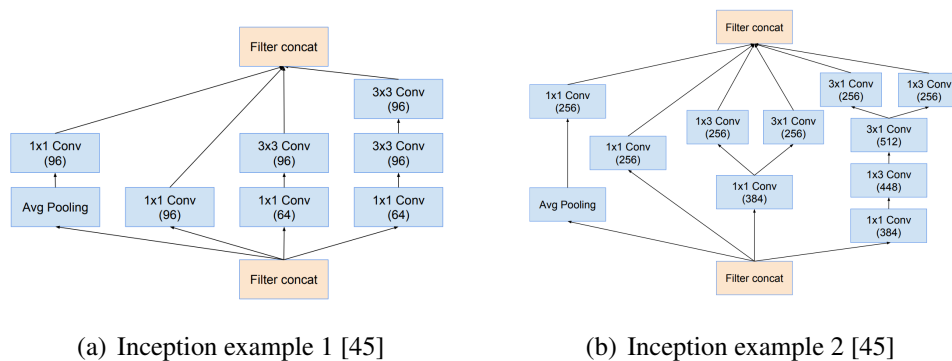 Filter concat
3x3 Conv
(96)
1x1 Conv
(96)
3x3 Conv
(96)
3x3 Conv
(96)
Avg Pooling
1x1 Conv
(96)
1x1 Conv
(64)
1x1 Conv
(64)
Filter concat
(a) Inception example 1 [45]
Filter concat
1x1 Conv
(256)
3x1 Conv
(256)
1x3 Conv
(256)
1x3 Conv
(256)
3x1 Conv
(256)
3x1 Conv
(512)
1x1 Conv
(256)
1x3 Conv
(448)
1x1 Conv
(384)
Avg Pooling
1x1 Conv
(384)
Filter concat
(b) Inception example 2 [45]